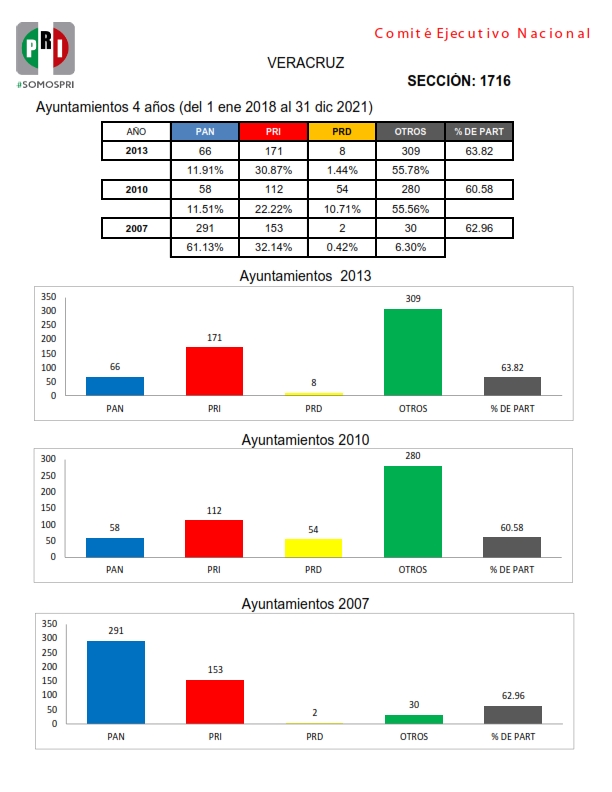 Comité Ejecutivo Nacional
PRI
#SOMOSPRI
VERACRUZ
SECCIÓN: 1716
Ayuntamientos 4 años (del 1 ene 2018 al 31 dic 2021)
AÑO PAN PRI PRD OTROS % DE PART
2013 66 171 8 309 63.82
11.91% 30.87% 1.44% 55.78%
2010 58 112 54 280 60.58
11.51% 22.22% 10.71% 55.56%
2007 291 153 2 30 62.96
61.13% 32.14% 0.42% 6.30%
Ayuntamientos 2013
350
300
250
200
150
100
50
0
66 171 8 309 63.82
PAN PRI PRD OTROS % DE PART
Ayuntamientos 2010
300
250
200
150
100
50
0
58 112 54 280 60.58
PAN PRI PRD OTROS % DE PART
Ayuntamientos 2007
350
300
250
200
150
100
50
0
291 153 2 30 62.96
PAN PRI PRD OTROS % DE PART